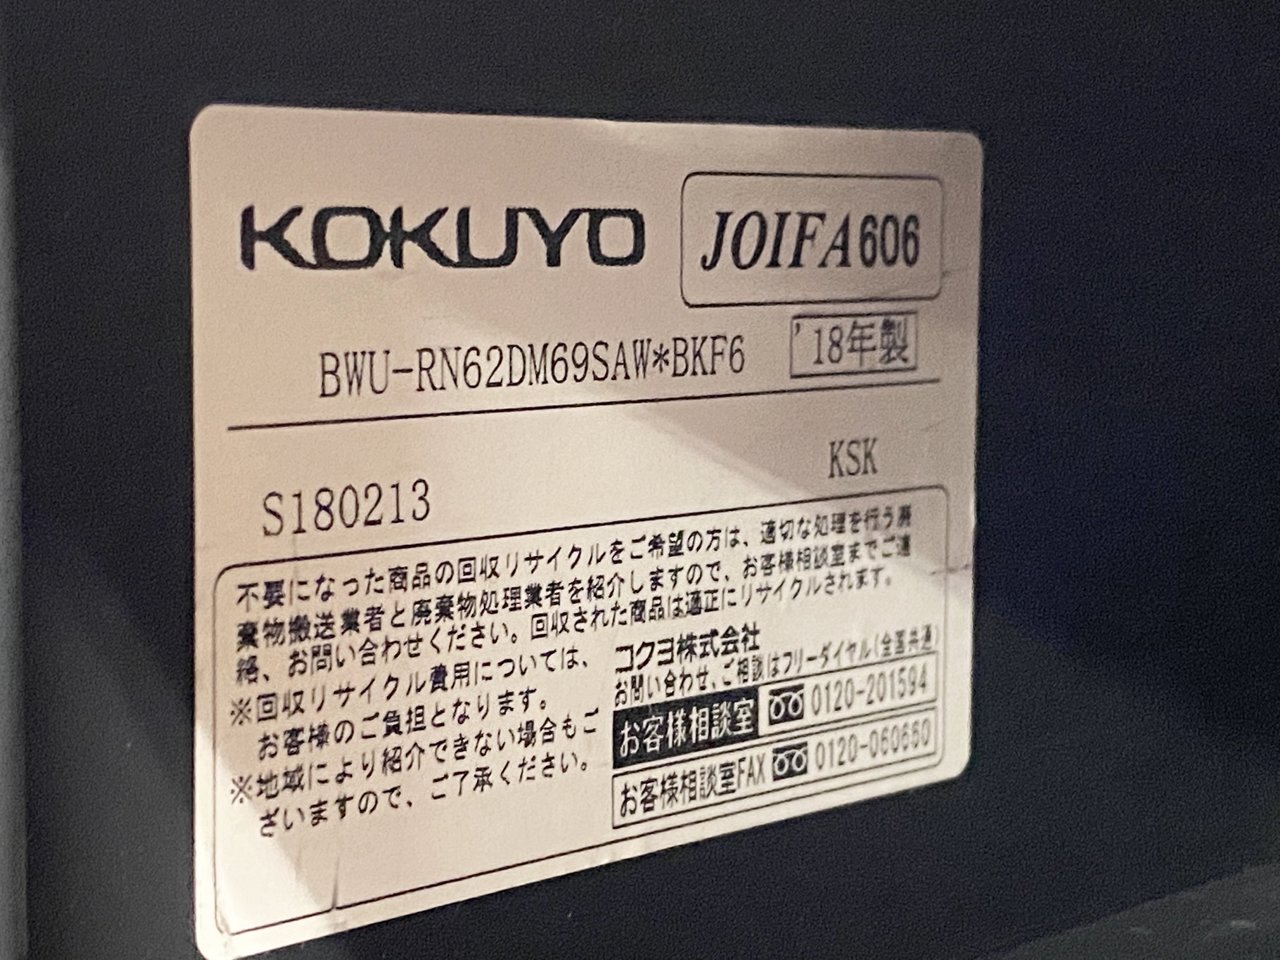 KOKUYO JOIFA606
BWU-RN62DM69SAW*BKF6 '18年製
S180213 KSK
不要になった商品の回収リサイクルをご希望の方は、適切な処理を行う廃
棄物搬送業者と廃棄物処理業者を紹介しますので、お客様相談室までご連
絡、お問い合わせください。回収された商品は適正にリサイクルされます。
※回収リサイクル費用については、
お客様のご負担となります。
※地域により紹介できない場合もご
ざいますので、ご了承ください。
コクヨ株式会社
お問い合わせ、ご相談はフリーダイヤル(全国共通)
お客様相談室 0120-201594
お客様相談室FAX 0120-060660